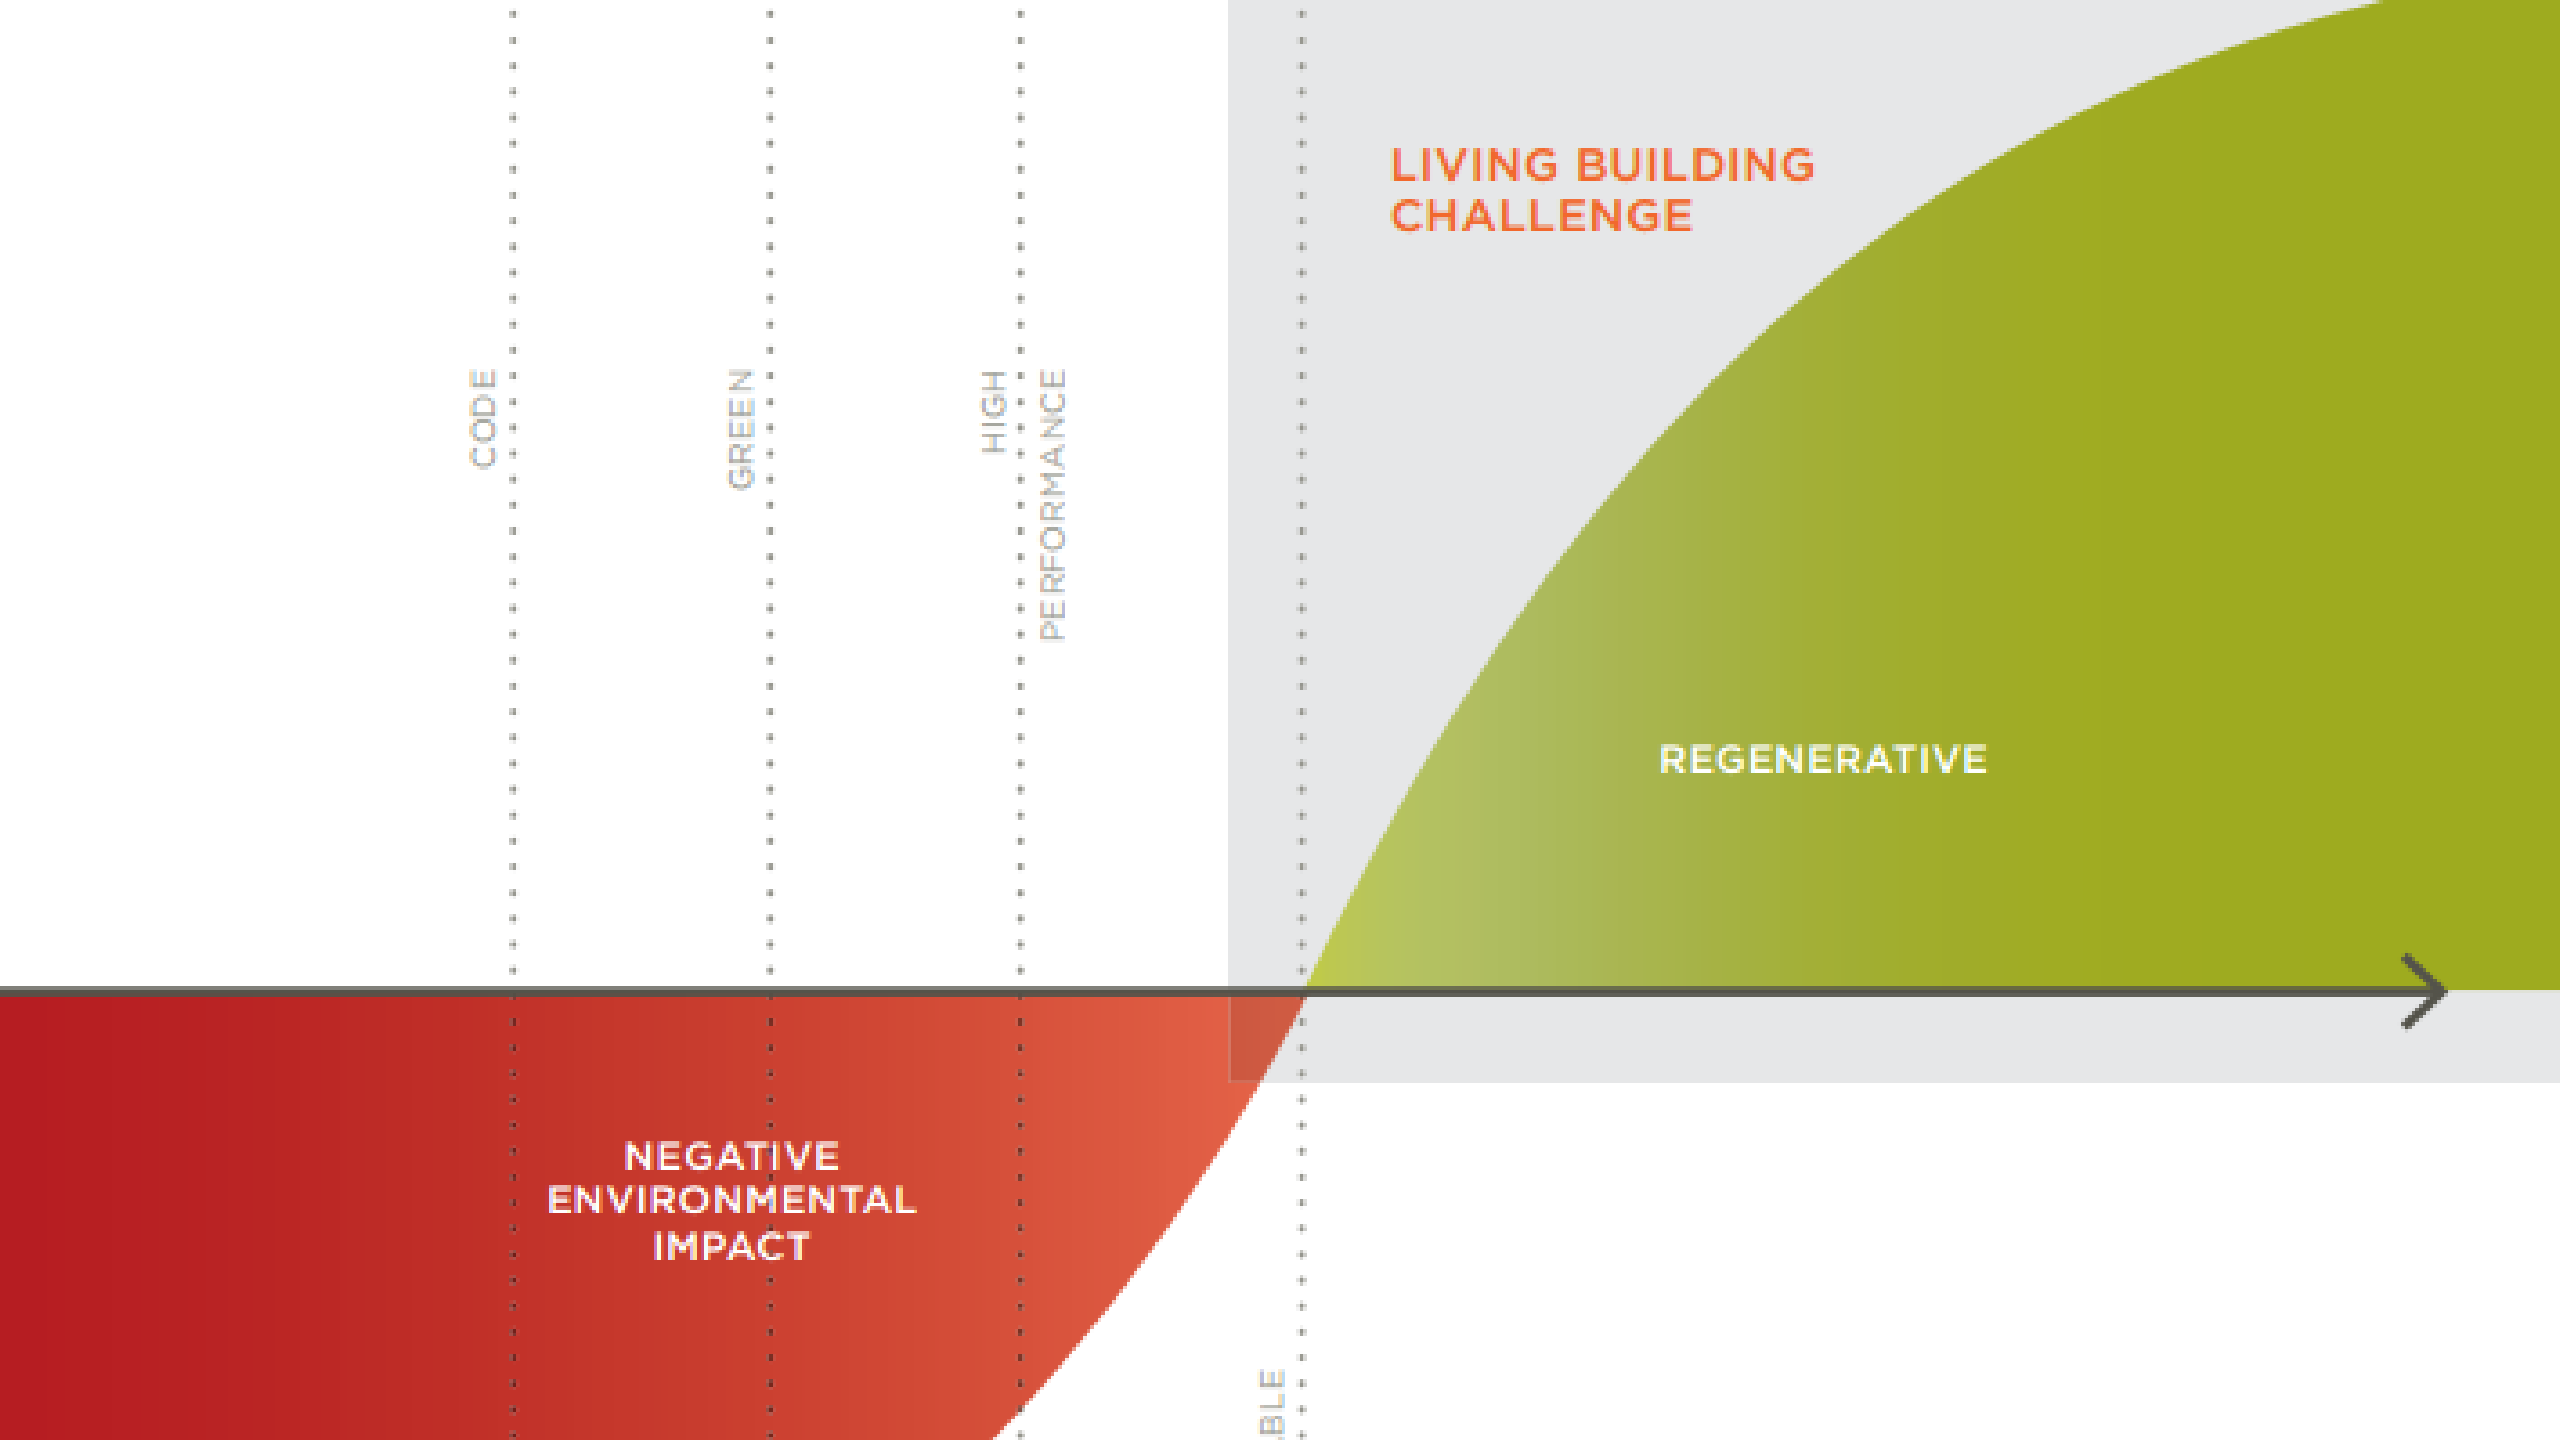 LIVING BUILDING
CHALLENGE
CODE
GREEN
HIGH
PERFORMANCE
REGENERATIVE
NEGATIVE
ENVIRONMENTAL
IMPACT